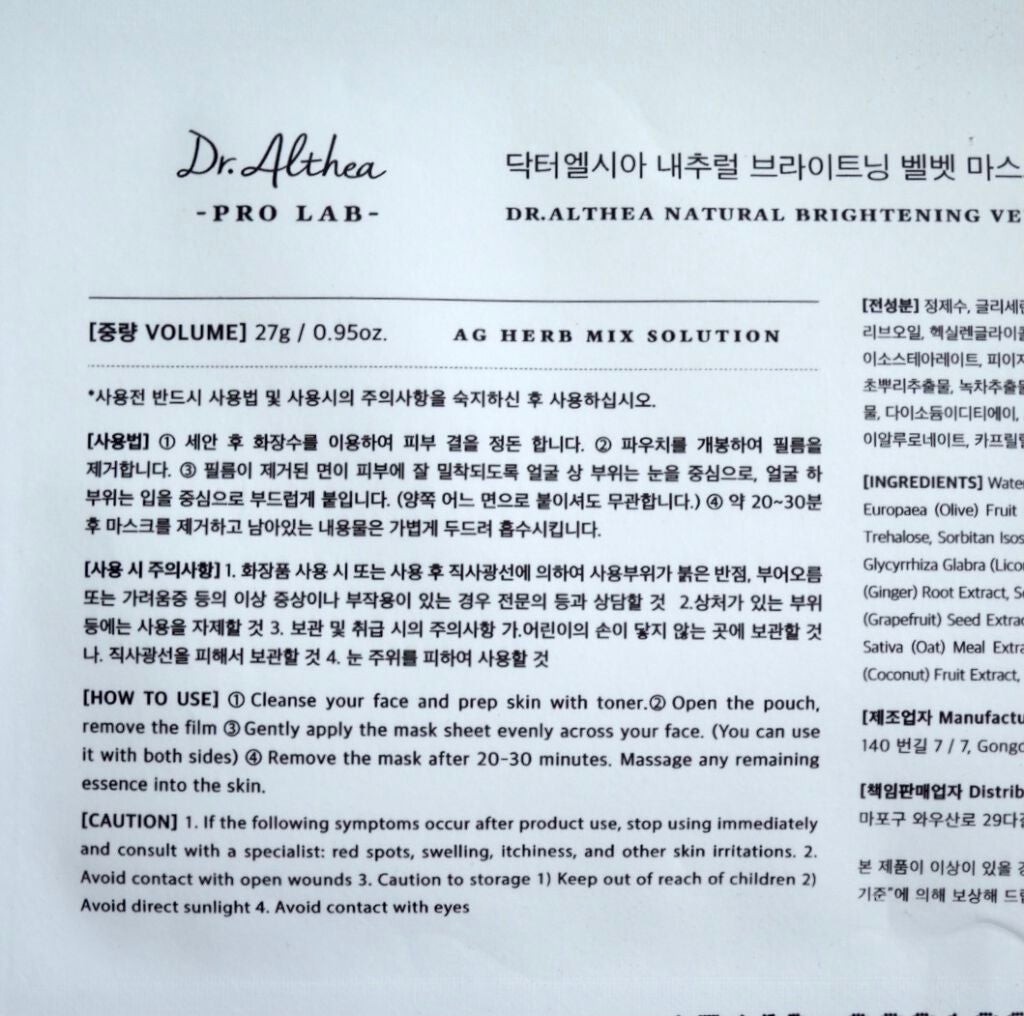 Dr. Althea
-PRO LAB-
닥터엘시아 내추럴 브라이트닝 벨벳 마스
DR.ALTHEA NATURAL BRIGHTENING VE
[중량 VOLUME] 27g / 0.95oz.
AG HERB MIX SOLUTION
*사용전 반드시 사용법 및 사용시의 주의사항을 숙지하신 후 사용하십시오.
[사용법] ① 세안 후 화장수를 이용하여 피부 결을 정돈 합니다. ② 파우치를 개봉하여 필름을
제거합니다. ③ 필름이 제거된 면이 피부에 잘 밀착되도록 얼굴 상 부위는 눈을 중심으로, 얼굴 하
부위는 입을 중심으로 부드럽게 붙입니다. (양쪽 어느 면으로 붙이셔도 무관합니다.) ④ 약 20~30분
후 마스크를 제거하고 남아있는 내용물은 가볍게 두드려 흡수시킵니다.
[사용 시 주의사항] 1. 화장품 사용 시 또는 사용 후 직사광선에 의하여 사용부위가 붉은 반점, 부어오름
또는 가려움증 등의 이상 증상이나 부작용이 있는 경우 전문의 등과 상담할 것 2.상처가 있는 부위
등에는 사용을 자제할 것 3. 보관 및 취급 시의 주의사항 가.어린이의 손이 닿지 않는 곳에 보관할 것
나. 직사광선을 피해서 보관할 것 4. 눈 주위를 피하여 사용할 것
[HOW TO USE] ① Cleanse your face and prep skin with toner.② Open the pouch,
remove the film ③ Gently apply the mask sheet evenly across your face. (You can use
it with both sides) ④ Remove the mask after 20-30 minutes. Massage any remaining
essence into the skin.
[CAUTION] 1. If the following symptoms occur after product use, stop using immediately
and consult with a specialist: red spots, swelling, itchiness, and other skin irritations. 2.
Avoid contact with open wounds 3. Caution to storage 1) Keep out of reach of children 2)
Avoid direct sunlight 4. Avoid contact with eyes
[전성분] 정제수, 글리세린
리브오일, 헥실렌글라이콜
이소스테아레이트, 피이지
초뿌리추출물, 녹차추출물
물, 다이소듐이디티에이,
이알루로네이트, 카프릴릴
[INGREDIENTS] Water
Europaea (Olive) Fruit
Trehalose, Sorbitan Isos
Glycyrrhiza Glabra (Licor
(Ginger) Root Extract, Sc
(Grapefruit) Seed Extrac
Sativa (Oat) Meal Extra
(Coconut) Fruit Extract,
[제조업자 Manufactu
140 번길 7 / 7, Gongd
[책임판매업자 Distrib
마포구 와우산로 29다길
본 제품이 이상이 있을 경
기준"에 의해 보상해 드립